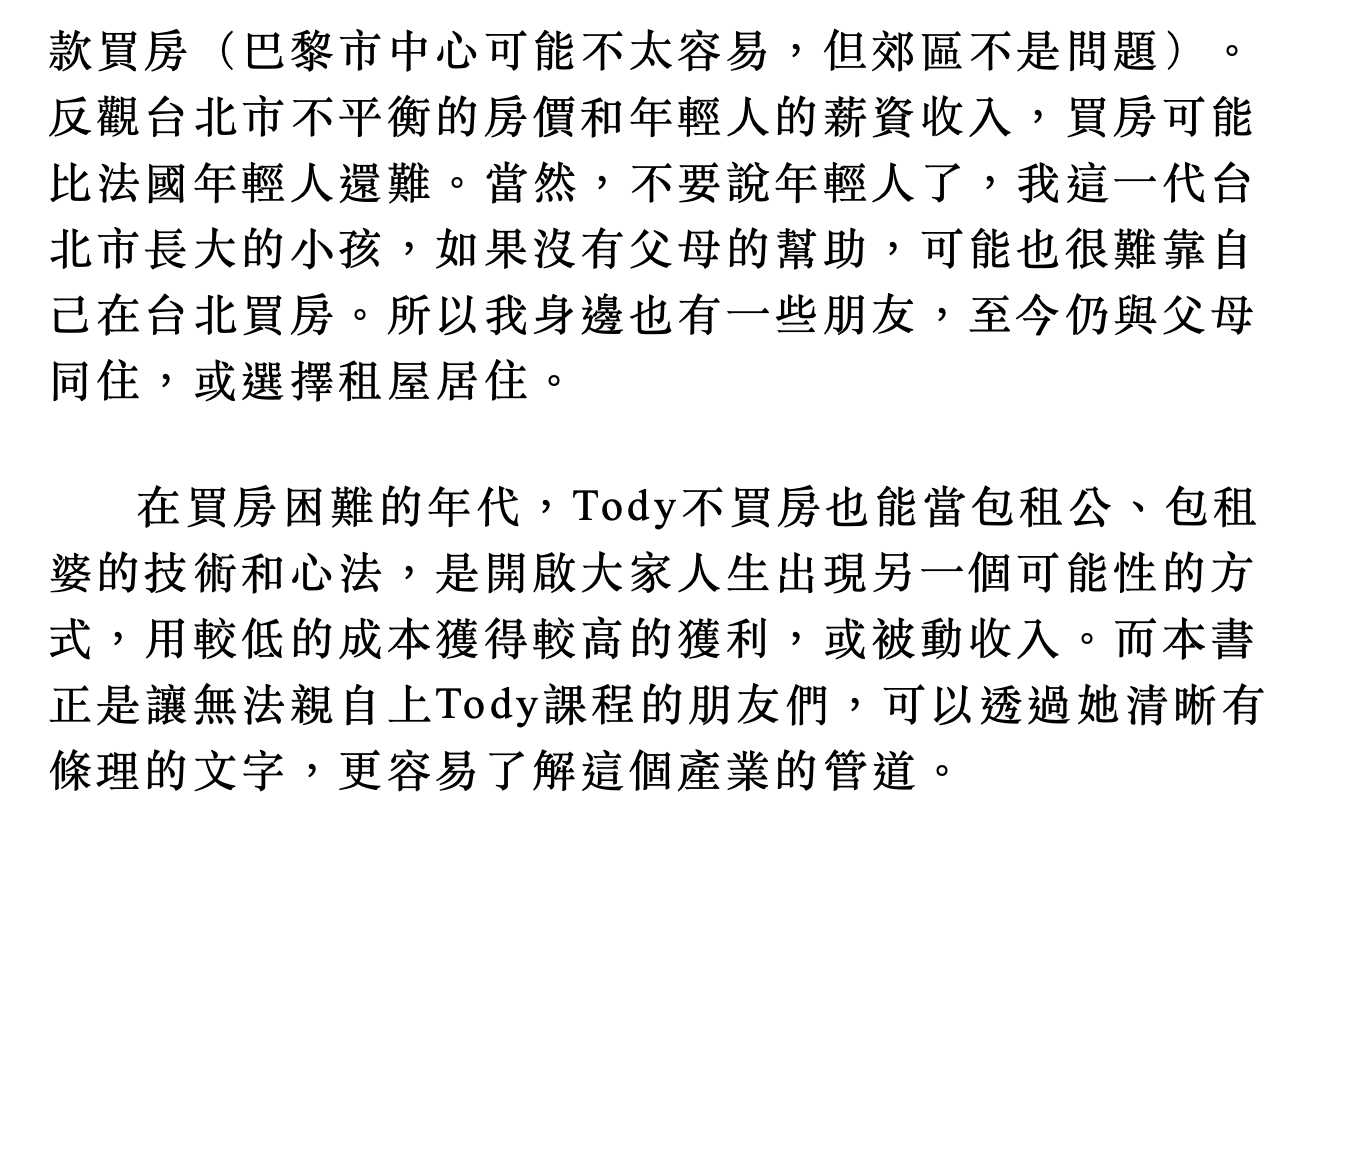 款買房（巴黎市中心可能不太容易，但郊區不是問題）。
反觀台北市不平衡的房價和年輕人的薪資收入，買房可能
比法國年輕人還難。當然，不要說年輕人了，我這一代台
北市長大的小孩，如果沒有父母的幫助，可能也很難靠自
己在台北買房。所以我身邊也有一些朋友，至今仍與父母
同住，或選擇租屋居住。
在買房困難的年代，Tody不買房也能當包租公、包租
婆的技術和心法，是開啟大家人生出現另一個可能性的方
式，用較低的成本獲得較高的獲利，或被動收入。而本書
正是讓無法親自上Tody課程的朋友們，可以透過她清晰有
條理的文字，更容易了解這個產業的管道。